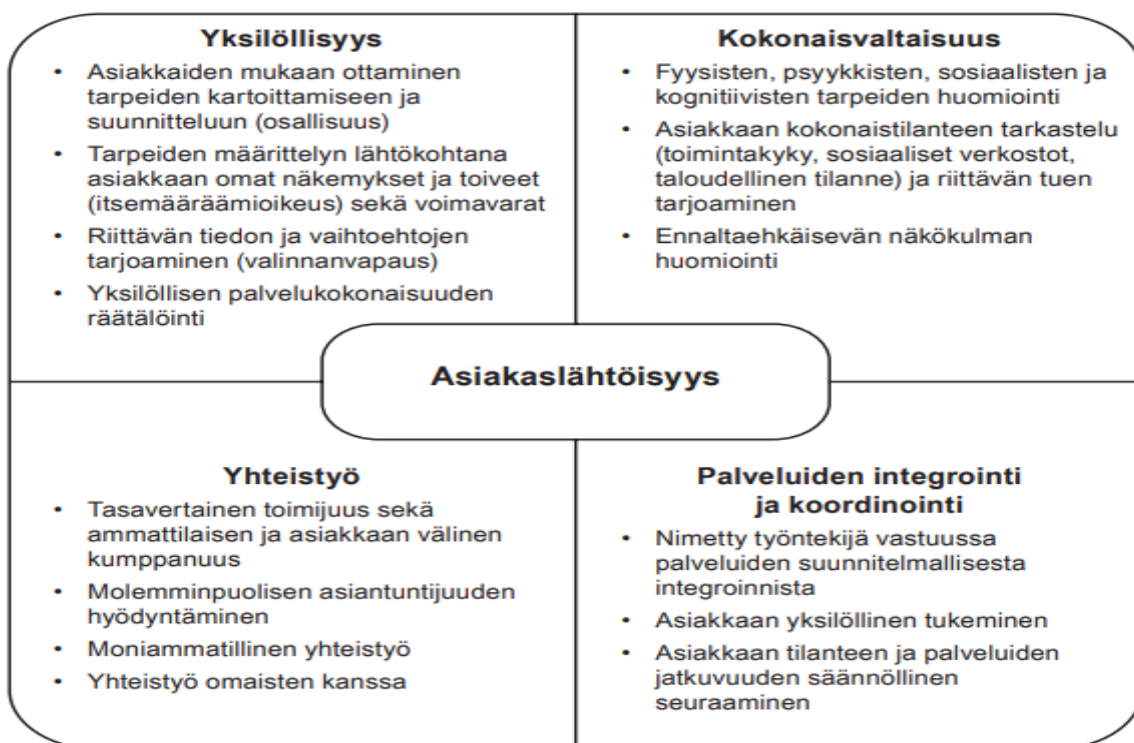 Yksilöllisyys
• Asiakkaiden mukaan ottaminen
tarpeiden kartoittamiseen ja
suunnitteluun (osallisuus)
• Tarpeiden määrittelyn lähtökohtana
asiakkaan omat näkemykset ja toiveet
(itsemääräämioikeus) sekä voimavarat
• Riittävän tiedon ja vaihtoehtojen
tarjoaminen (valinnanvapaus)
• Yksilöllisen palvelukokonaisuuden
räätälöinti
Kokonaisvaltaisuus
• Fyysisten, psyykkisten, sosiaalisten ja
kognitiivisten tarpeiden huomiointi
• Asiakkaan kokonaistilanteen tarkastelu
(toimintakyky, sosiaaliset verkostot,
taloudellinen tilanne) ja riittävän tuen
tarjoaminen
• Ennaltaehkäisevän näkökulman
huomiointi
Asiakaslähtöisyys
Yhteistyö
• Tasavertainen toimijuus sekä
ammattilaisen ja asiakkaan välinen
kumppanuus
• Molemminpuolisen asiantuntijuuden
hyödyntäminen
• Moniammatillinen yhteistyö
• Yhteistyö omaisten kanssa
Palveluiden integrointi
ja koordinointi
• Nimetty työntekijä vastuussa
palveluiden suunnitelmallisesta
integroinnista
• Asiakkaan yksilöllinen tukeminen
• Asiakkaan tilanteen ja palveluiden
jatkuvuuden säännöllinen
seuraaminen